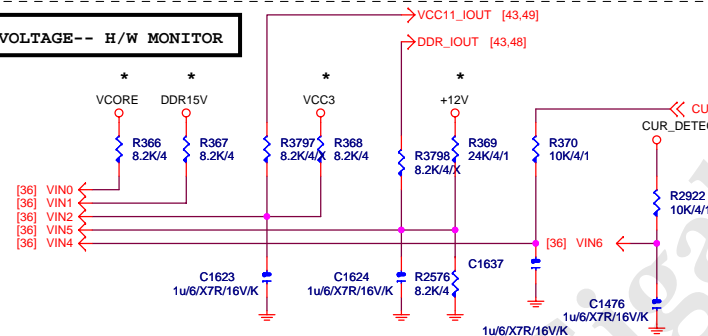 VCC11_IOUT [43,49]
VOLTAGE-- H/W MONITOR
DDR_IOUT [43,48]
* * * *
VCORE DDR15V VCC3 +12V
CUR_DETEC
R366 8.2K/4
R367 8.2K/4
R3797 8.2K/4/X
R368 8.2K/4
R3798 8.2K/4/X
R369 24K/4/1
R370 10K/4/1
R2922 10K/4/1
[36] VIN0
[36] VIN1
[36] VIN2
[36] VIN5
[36] VIN4
[36] VIN6
C1623 1u/6/X7R/16V/K
C1624 1u/6/X7R/16V/K
R2576 8.2K/4
C1637
1u/6/X7R/16V/K
C1476 1u/6/X7R/16V/K